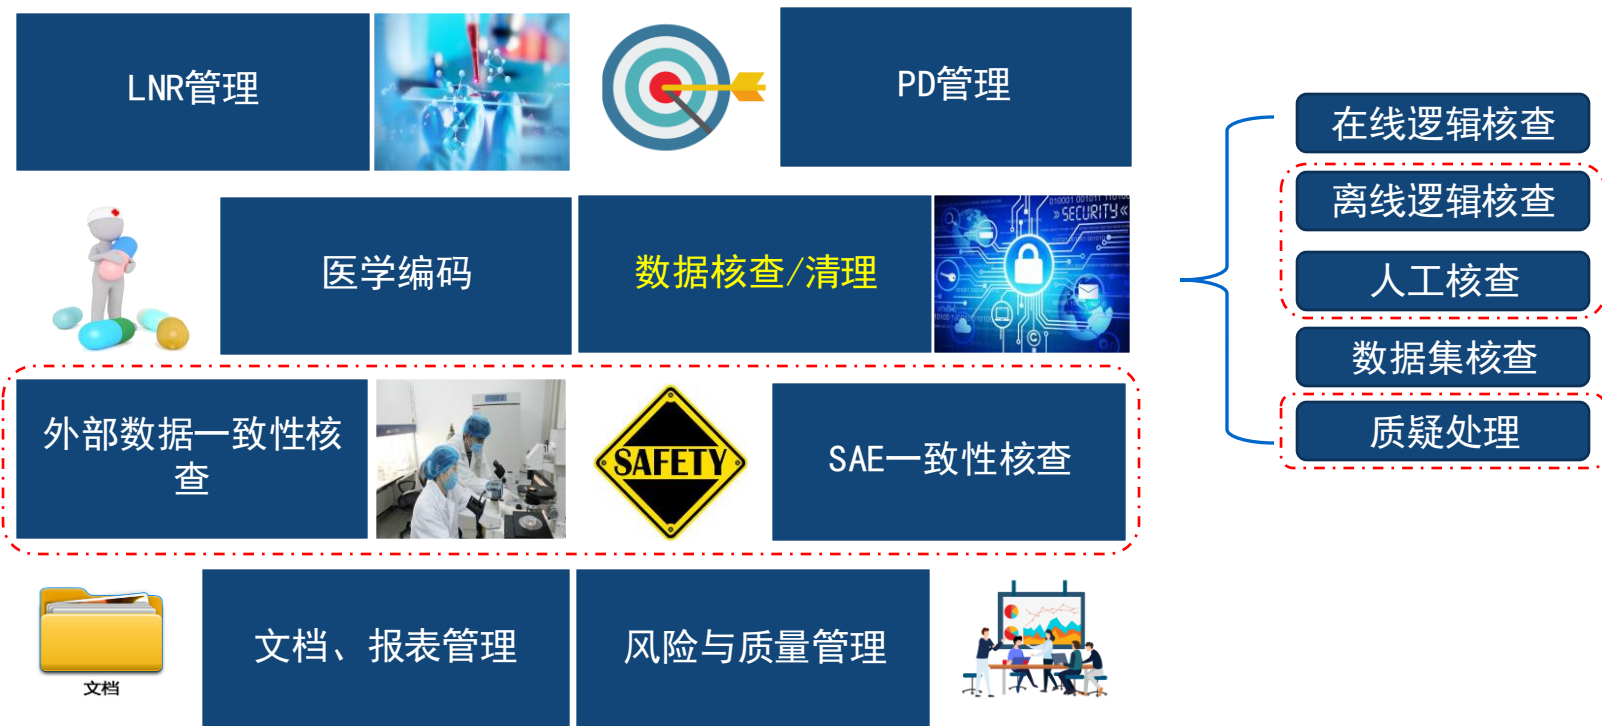 LNR管理
PD管理
医学编码
数据核查/清理
010001 001011 110100
» SECURITY «
外部数据一致性核
查
SAFETY
SAE一致性核查
文档
文档、报表管理
风险与质量管理
在线逻辑核查
离线逻辑核查
人工核查
数据集核查
质疑处理